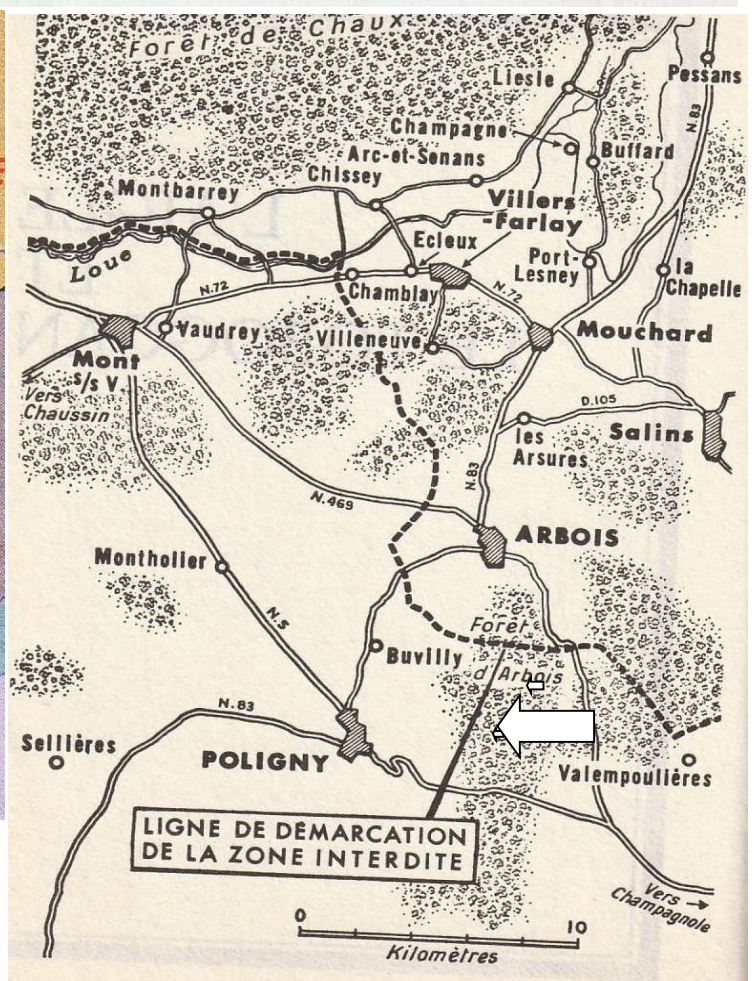 Forêt de Chaux
Liesle
Pessans
N.83
Champagne
Buffard
Arc-et-Senans
Chissey
Montbarrey
Villers
-Farlay
Ecleux
Loue
Port-
Lesney
la
Chapelle
N.72
Chamblay
N.72
Vaudrey
Villeneuve
Mouchard
Mont
s/s V.
Vers
Chaussin
D.105
Salins
les
Arsures
N.83
N.469
ARBOIS
Montholier
N.5
Forêt
d'Arbois
Buvilly
N.83
Sellières
POLIGNY
Valempoulières
LIGNE DE DÉMARCATION
DE LA ZONE INTERDITE
Vers
Champagnole
0 10
Kilomètres